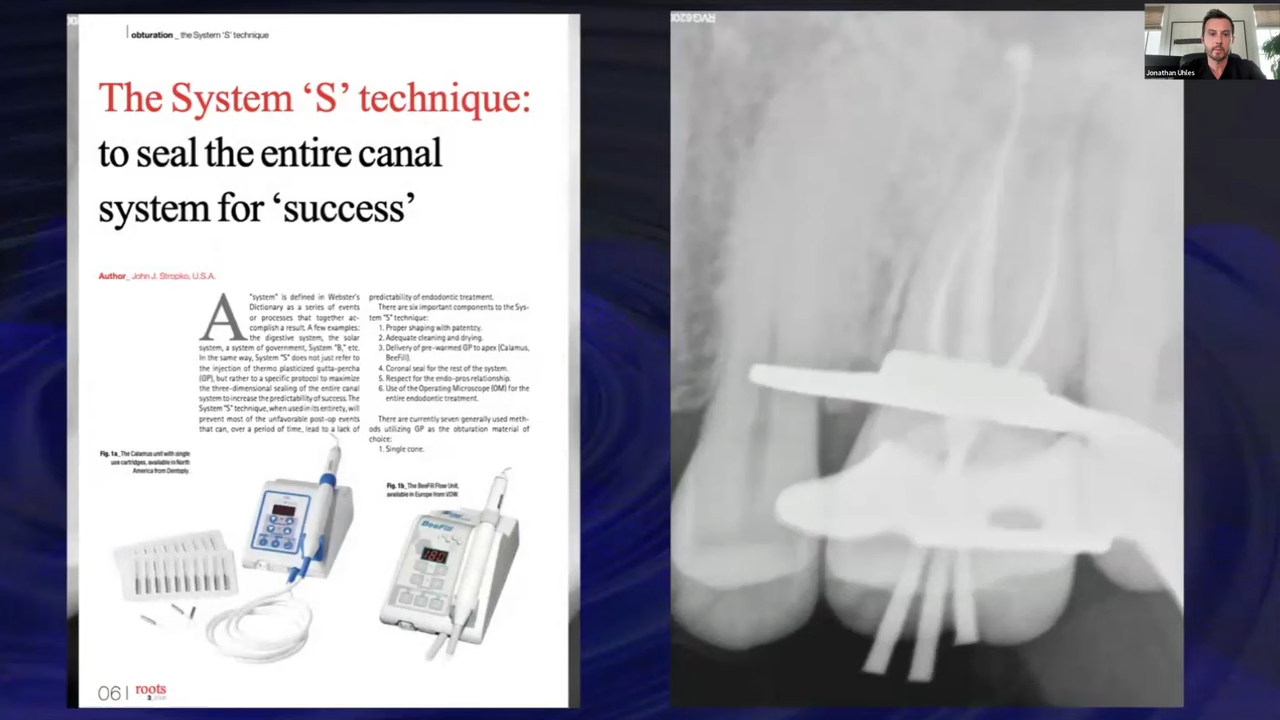 obturation _ the System ‘S’ technique
The System ‘S’ technique:
to seal the entire canal
system for ‘success’
Author_ John J. Stropko, U.S.A.
A "system" is defined in Webster's
Dictionary as a series of events
or processes that together ac-
complish a result. A few examples:
the digestive system, the solar
system, a system of government, System "B," etc.
In the same way, System "S" does not just refer to
the injection of thermo plasticized gutta-percha
(GP), but rather to a specific protocol to maximize
the three-dimensional sealing of the entire canal
system to increase the predictability of success. The
System "S" technique, when used in its entirety, will
prevent most of the unfavorable post-op events
that can, over a period of time, lead to a lack of
predictability of endodontic treatment.
There are six important components to the Sys-
tem "S" technique:
1. Proper shaping with patentcy.
2. Adequate cleaning and drying.
3. Delivery of pre-warmed GP to apex (Calamus,
BeeFill).
4. Coronal seal for the rest of the system.
5. Respect for the endo-pros relationship.
6. Use of the Operating Microscope (OM) for the
entire endodontic treatment.
There are currently seven generally used meth-
ods utilizing GP as the obturation material of
choice:
1. Single cone.
Fig. 1a_ The Calamus unit with single
use cartridges, available in North
America from Dentsply.
Fig. 1b_ The BeeFill Flow Unit,
available in Europe from VDW.
BeeFill
180
06 | roots
RVG6200
Jonathan Uhles